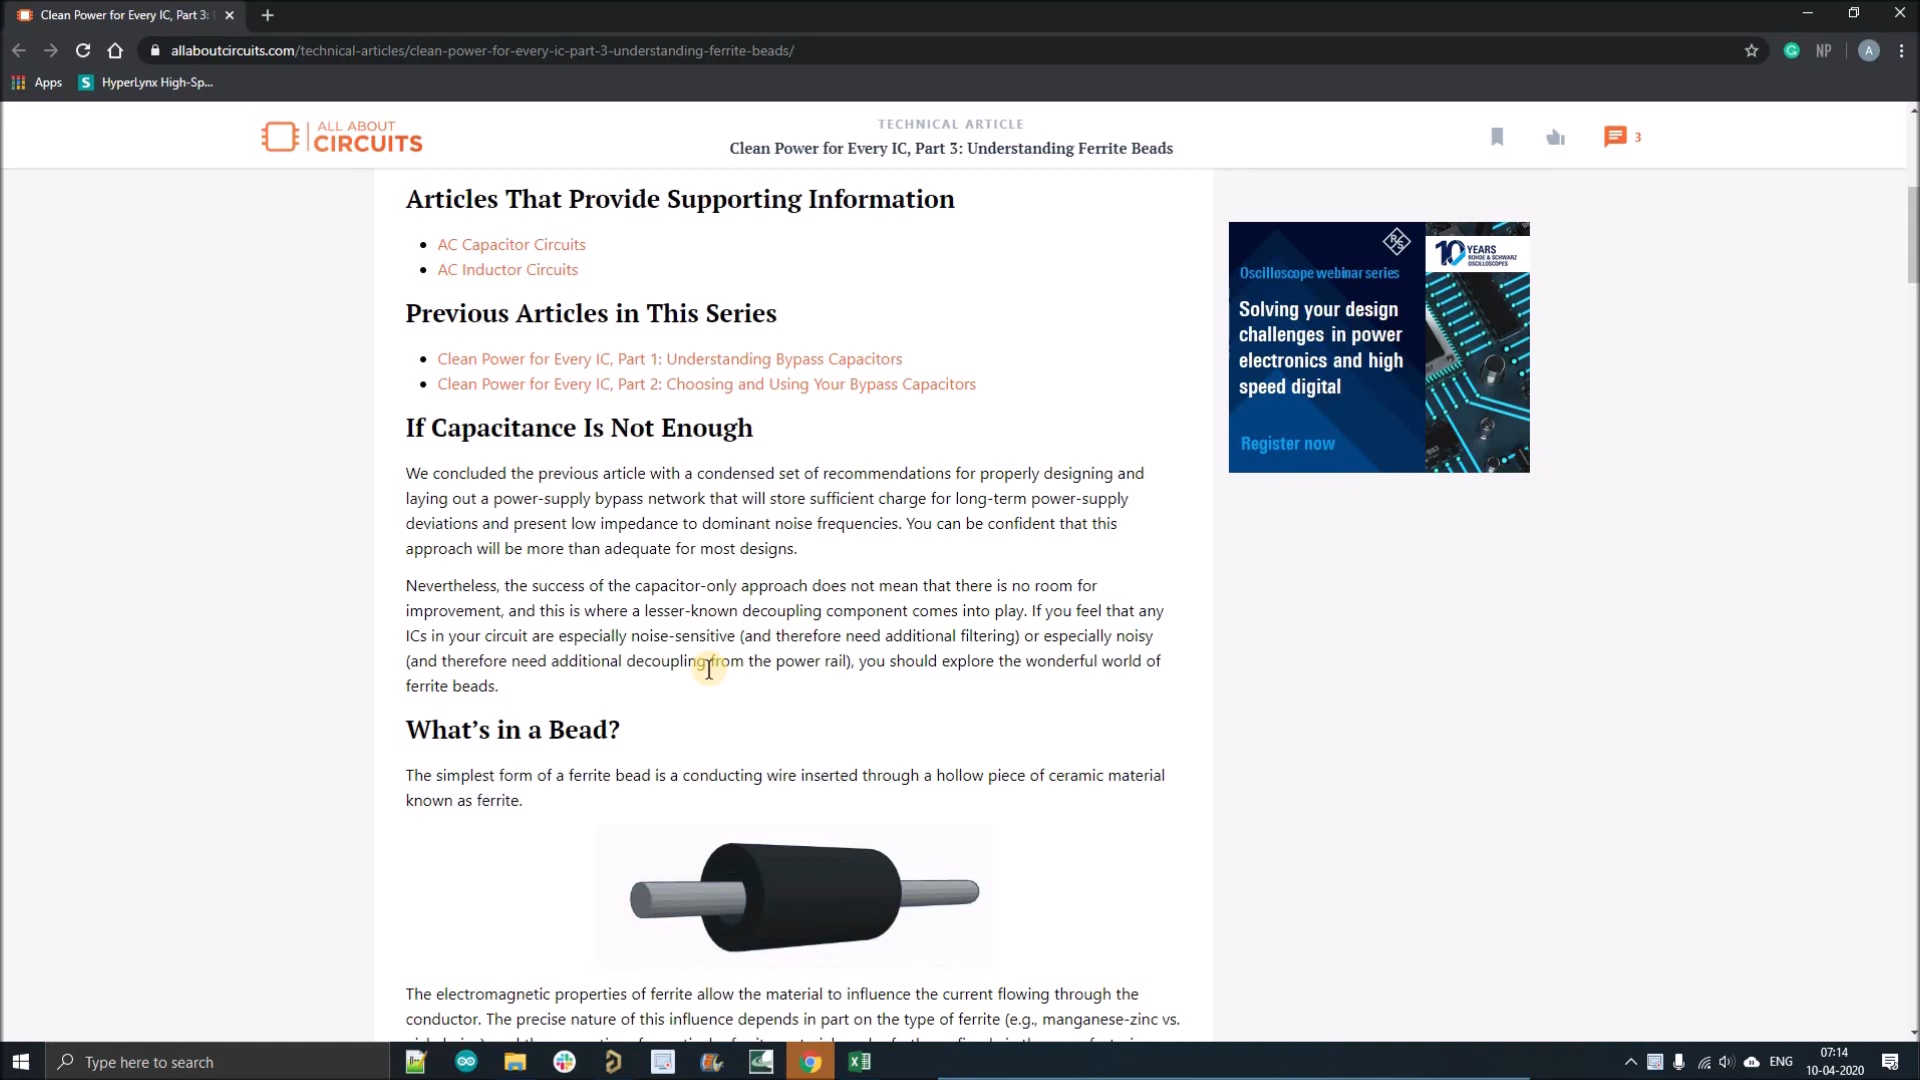 Clean Power for Every IC, Part 3:
allaboutcircuits.com/technical-articles/clean-power-for-every-ic-part-3-understanding-ferrite-beads/
NP
A
Apps
S HyperLynx High-Sp...
ALL ABOUT
CIRCUITS
TECHNICAL ARTICLE
Clean Power for Every IC, Part 3: Understanding Ferrite Beads
3
Articles That Provide Supporting Information
AC Capacitor Circuits
AC Inductor Circuits
Previous Articles in This Series
Clean Power for Every IC, Part 1: Understanding Bypass Capacitors
Clean Power for Every IC, Part 2: Choosing and Using Your Bypass Capacitors
If Capacitance Is Not Enough
We concluded the previous article with a condensed set of recommendations for properly designing and
laying out a power-supply bypass network that will store sufficient charge for long-term power-supply
deviations and present low impedance to dominant noise frequencies. You can be confident that this
approach will be more than adequate for most designs.
Nevertheless, the success of the capacitor-only approach does not mean that there is no room for
improvement, and this is where a lesser-known decoupling component comes into play. If you feel that any
ICs in your circuit are especially noise-sensitive (and therefore need additional filtering) or especially noisy
(and therefore need additional decoupling from the power rail), you should explore the wonderful world of
ferrite beads.
What's in a Bead?
The simplest form of a ferrite bead is a conducting wire inserted through a hollow piece of ceramic material
known as ferrite.
The electromagnetic properties of ferrite allow the material to influence the current flowing through the
conductor. The precise nature of this influence depends in part on the type of ferrite (e.g., manganese-zinc vs.
R&S
10 YEARS
ROHDE & SCHWARZ
OSCILLOSCOPES
Oscilloscope webinar series
Solving your design
challenges in power
electronics and high
speed digital
Register now
Type here to search
ENG
07:14
10-04-2020